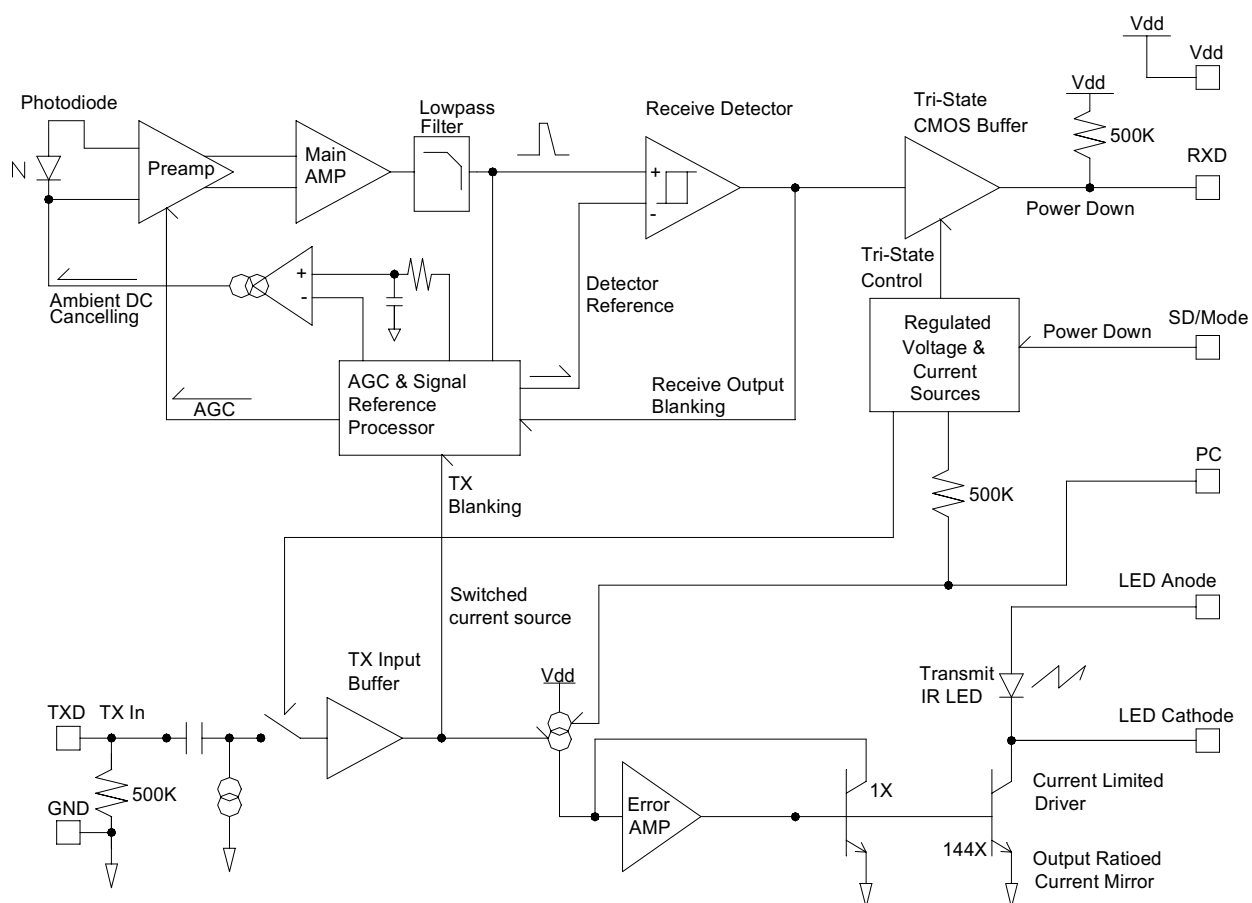 Vdd
Vdd
Photodiode
Lowpass
Filter
Receive Detector
Tri-State
CMOS Buffer
Vdd
500K
Preamp
Main
AMP
+
-
RXD
Power Down
Tri-State
Control
Ambient DC
Cancelling
+
-
Detector
Reference
Regulated
Voltage &
Current
Sources
Power Down
SD/Mode
AGC
AGC & Signal
Reference
Processor
Receive Output
Blanking
TX
Blanking
500K
PC
Switched
current source
LED Anode
TX Input
Buffer
Vdd
Transmit
IR LED
TXD
TX In
LED Cathode
500K
GND
Error
AMP
1X
Current Limited
Driver
144X
Output Ratioed
Current Mirror